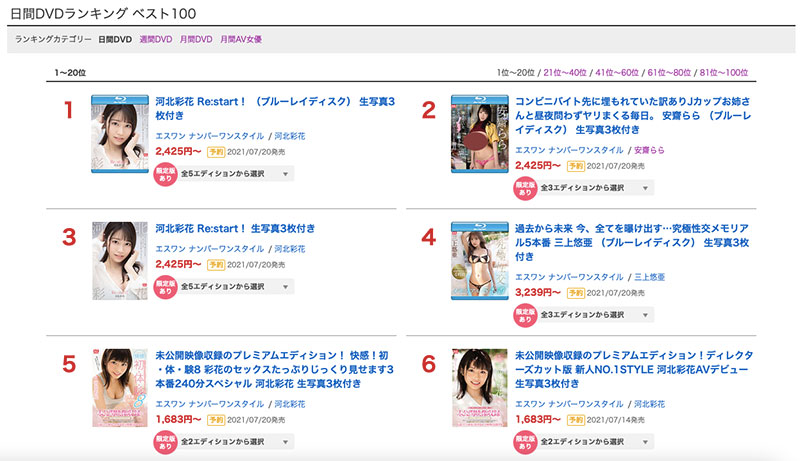 日間DVDランキング ベスト100
ランキングカテゴリー 日間DVD 週間DVD 月間DVD 月間AV女優
1〜20位
1位〜20位 / 21位〜40位 / 41位〜60位 / 61位〜80位 / 81位〜100位
1
河北彩花 Re:start！ （ブルーレイディスク） 生写真3
枚付き
エスワン ナンバーワンスタイル / 河北彩花
2,425円〜 予約 2021/07/20発売
限定版
あり
全5エディションから選択
2
コンビニバイト先に埋もれていた訳ありJカップお姉さ
んと昼夜問わずヤリまくる毎日。 安齋らら （ブルーレ
イディスク） 生写真3枚付き
エスワン ナンバーワンスタイル / 安齋らら
2,425円〜 予約 2021/07/20発売
限定版
あり
全3エディションから選択
3
河北彩花 Re:start！ 生写真3枚付き
エスワン ナンバーワンスタイル / 河北彩花
2,425円〜 予約 2021/07/20発売
限定版
あり
全5エディションから選択
4
過去から未来 今、全てを曝け出す…究極性交メモリア
ル5本番 三上悠亜 （ブルーレイディスク） 生写真3枚
付き
エスワン ナンバーワンスタイル / 三上悠亜
3,239円〜 予約 2021/07/20発売
限定版
あり
全3エディションから選択
5
未公開映像収録のプレミアムエディション！ 快感！初
・体・験8 彩花のセックスたっぷりじっくり見せます3
本番240分スペシャル 河北彩花 生写真3枚付き
エスワン ナンバーワンスタイル / 河北彩花
1,683円〜 予約 2021/07/20発売
限定版
あり
全2エディションから選択
6
未公開映像収録のプレミアムエディション！ディレクタ
ーズカット版 新人NO.1STYLE 河北彩花AVデビュー
生写真3枚付き
エスワン ナンバーワンスタイル / 河北彩花
1,683円〜 予約 2021/07/14発売
限定版
あり
全2エディションから選択